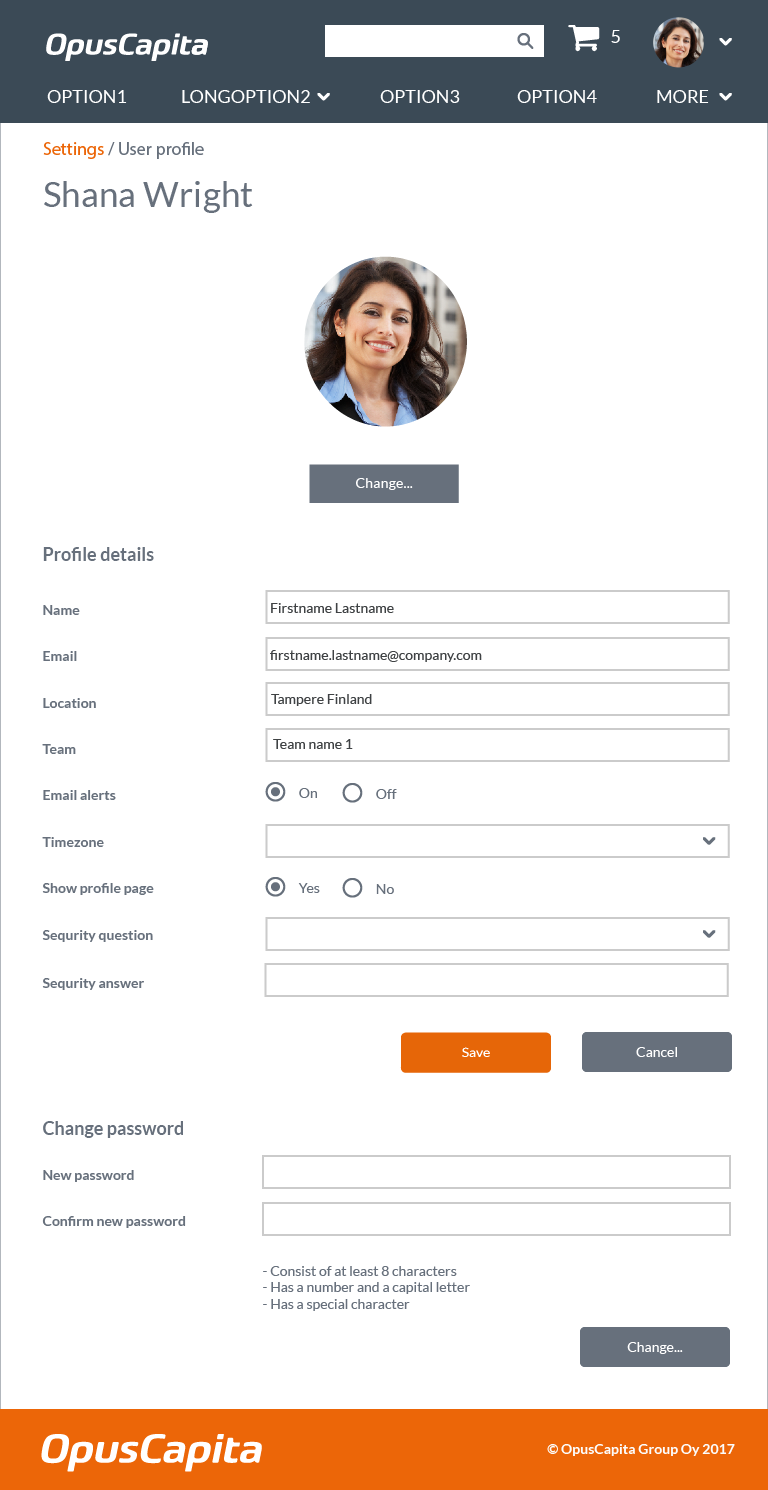 OpusCapita
5
OPTION1 LONGOPTION2 OPTION3 OPTION4 MORE
Settings / User profile
Shana Wright
Change...
Profile details
Name Firstname Lastname
Email firstname.lastname@company.com
Location Tampere Finland
Team Team name 1
Email alerts On Off
Timezone
Show profile page Yes No
Sequrity question
Sequrity answer
Save Cancel
Change password
New password
Confirm new password
- Consist of at least 8 characters
- Has a number and a capital letter
- Has a special character
Change...
OpusCapita © OpusCapita Group Oy 2017